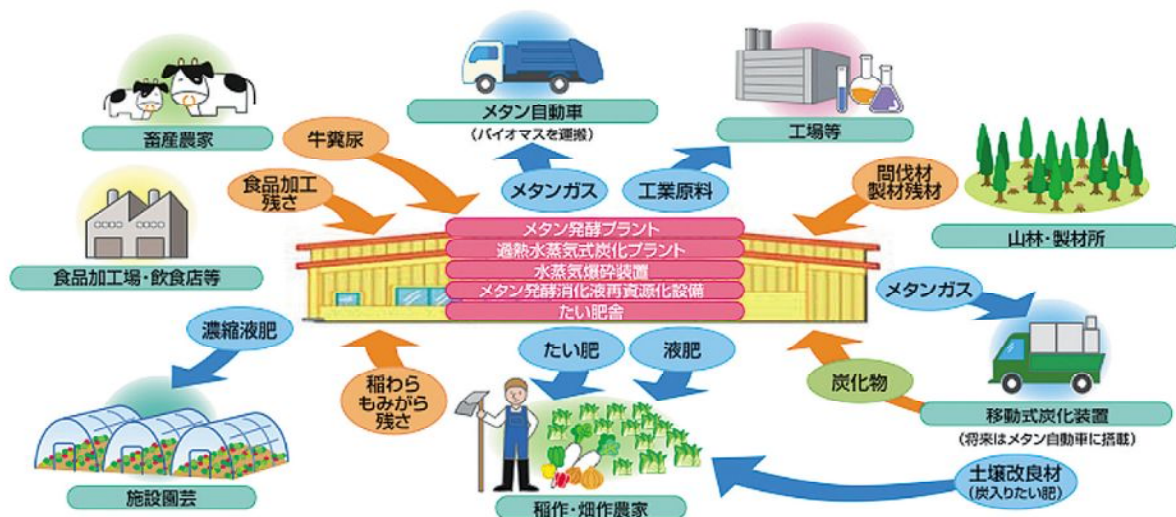 畜産農家
メタン自動車
(バイオマスを運搬)
工場等
牛糞尿
食品加工
残さ
メタンガス
工業原料
間伐材
製材残材
山林・製材所
食品加工場・飲食店等
メタン発酵プラント
過熱水蒸気式炭化プラント
水蒸気爆砕装置
メタン発酵消化液再資源化設備
たい肥舎
メタンガス
濃縮液肥
たい肥
液肥
稲わら
もみがら
残さ
炭化物
移動式炭化装置
(将来はメタン自動車に搭載)
施設園芸
稲作・畑作農家
土壌改良材
(炭入りたい肥)